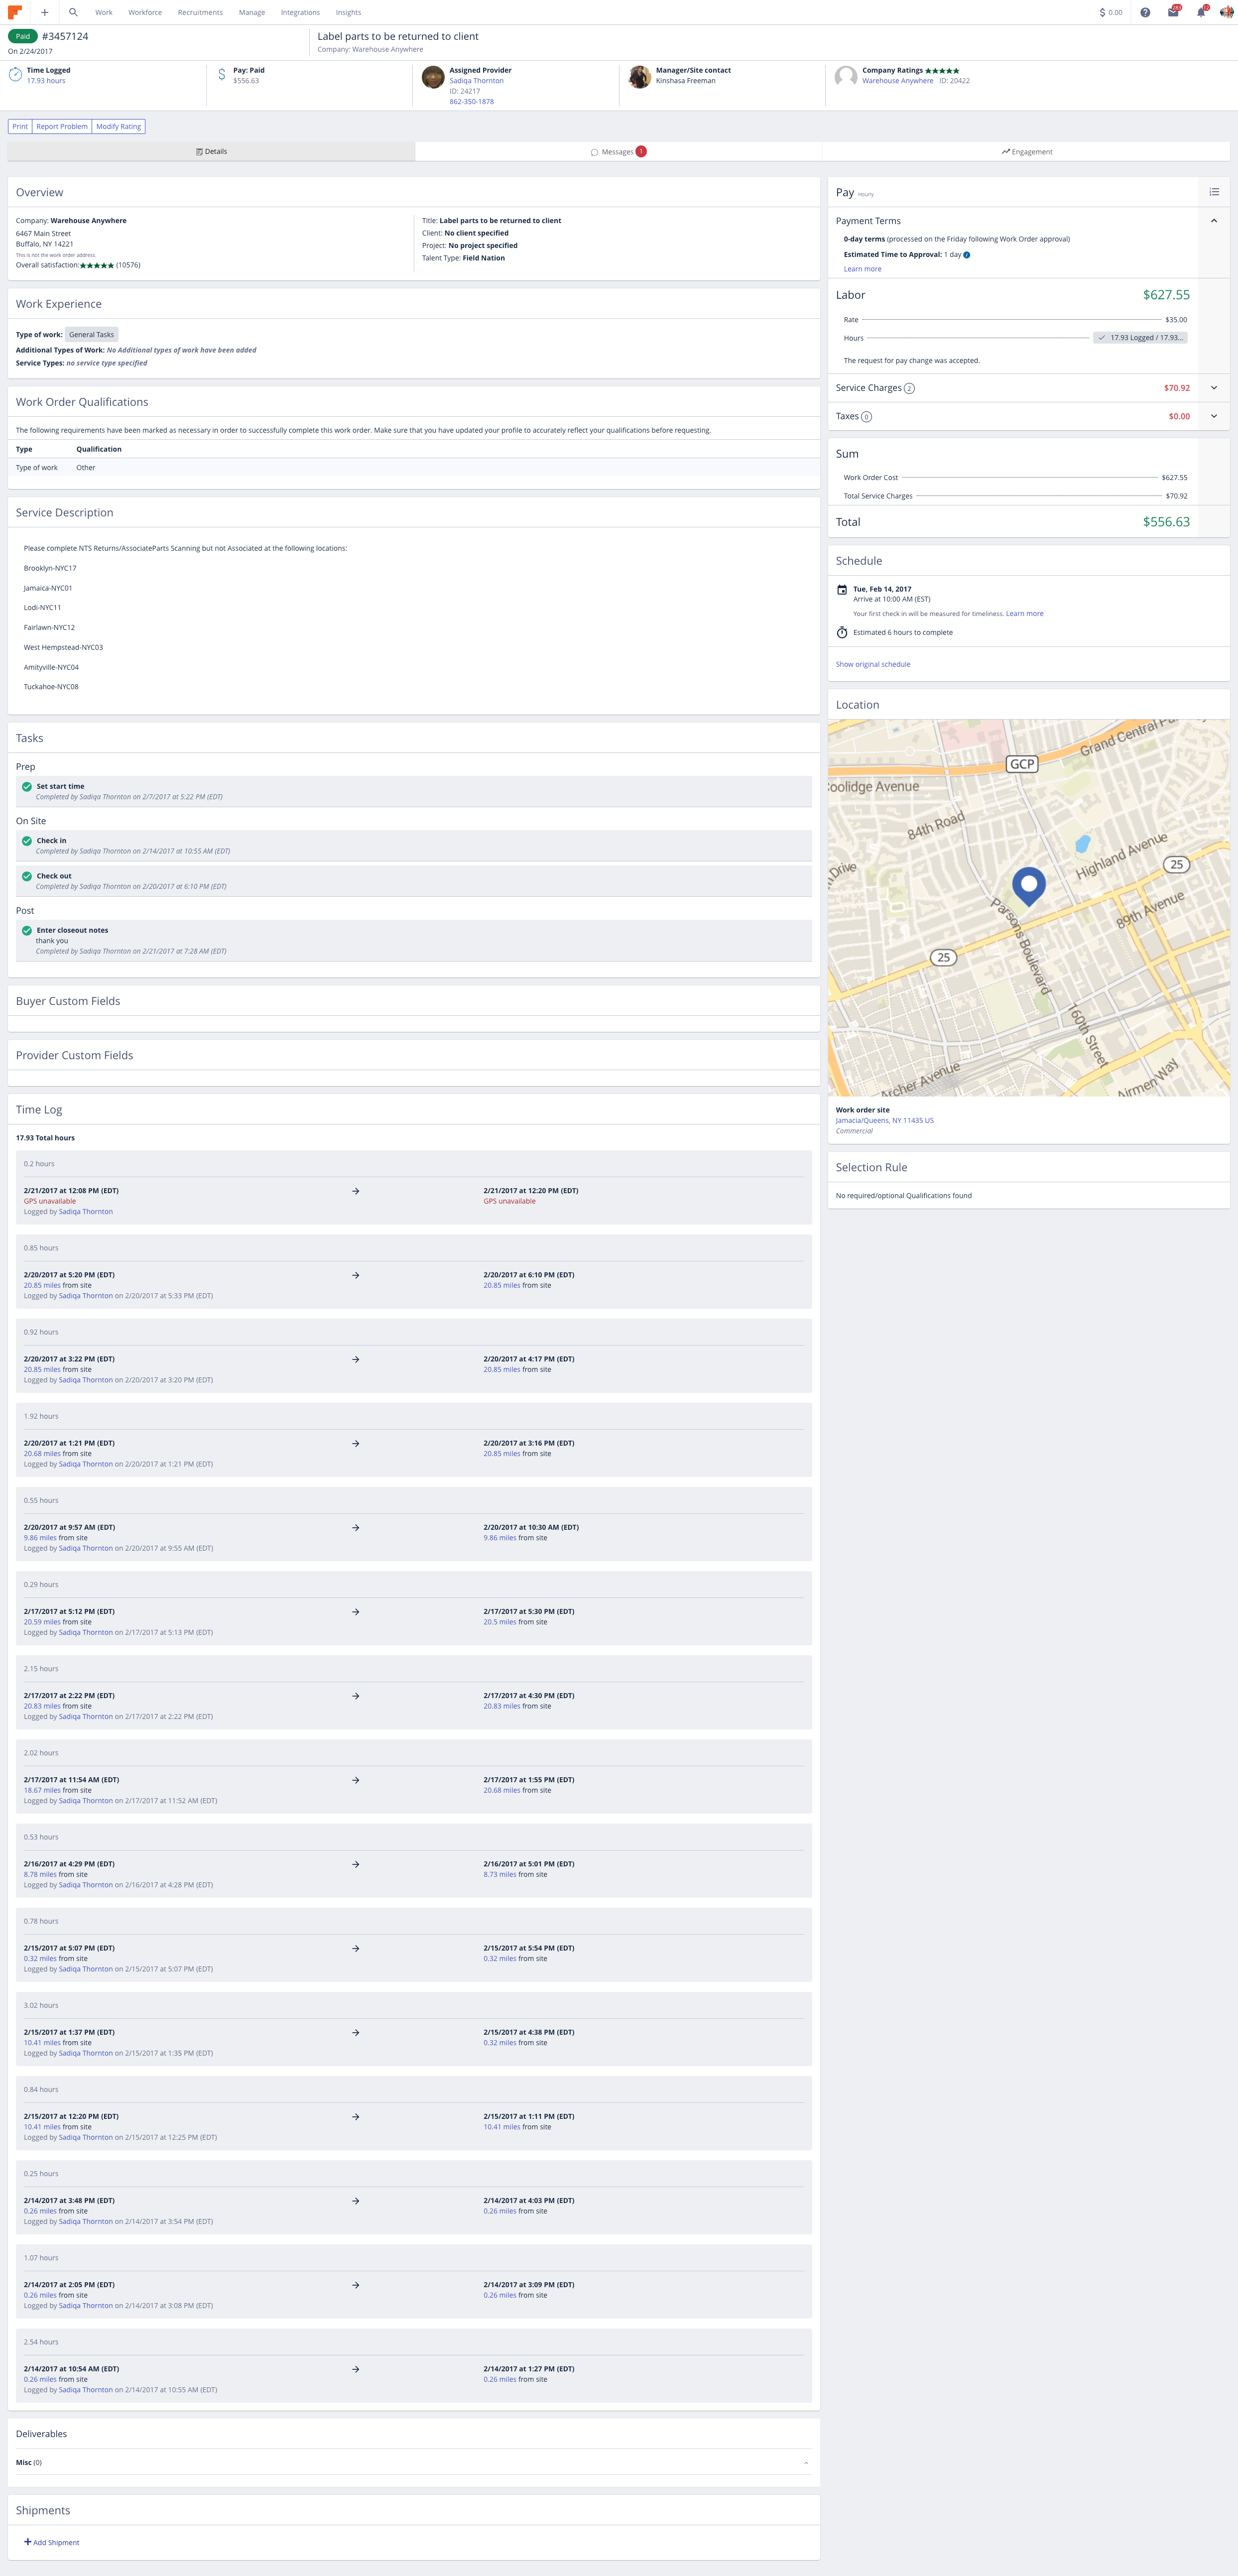 Work Workforce Recruitments Manage Integrations Insights
$ 0.00
Paid #3457124
On 2/24/2017
Label parts to be returned to client
Company: Warehouse Anywhere
Time Logged
17.93 hours
Pay: Paid
$556.63
Assigned Provider
Sadiqa Thornton
ID: 24217
862-350-1878
Manager/Site contact
Kinshasa Freeman
Company Ratings
Warehouse Anywhere ID: 20422
Print Report Problem Modify Rating
Details
Messages 1
Engagement
Overview
Company: Warehouse Anywhere
6467 Main Street
Buffalo, NY 14221
This is not the work order address.
Overall satisfaction: (10576)
Title: Label parts to be returned to client
Client: No client specified
Project: No project specified
Talent Type: Field Nation
Work Experience
Type of work: General Tasks
Additional Types of Work: No Additional types of work have been added
Service Types: no service type specified
Work Order Qualifications
The following requirements have been marked as necessary in order to successfully complete this work order. Make sure that you have updated your profile to accurately reflect your qualifications before requesting.
Type Qualification
Type of work Other
Service Description
Please complete NTS Returns/AssociateParts Scanning but not Associated at the following locations:
Brooklyn-NYC17
Jamaica-NYC01
Lodi-NYC11
Fairlawn-NYC12
West Hempstead-NYC03
Amityville-NYC04
Tuckahoe-NYC08
Tasks
Prep
Set start time
Completed by Sadiqa Thornton on 2/7/2017 at 5:22 PM (EDT)
On Site
Check in
Completed by Sadiqa Thornton on 2/14/2017 at 10:55 AM (EDT)
Check out
Completed by Sadiqa Thornton on 2/20/2017 at 6:10 PM (EDT)
Post
Enter closeout notes
thank you
Completed by Sadiqa Thornton on 2/21/2017 at 7:28 AM (EDT)
Buyer Custom Fields
Provider Custom Fields
Time Log
17.93 Total hours
0.2 hours
2/21/2017 at 12:08 PM (EDT) 2/21/2017 at 12:20 PM (EDT)
GPS unavailable GPS unavailable
Logged by Sadiqa Thornton
0.85 hours
2/20/2017 at 5:20 PM (EDT) 2/20/2017 at 6:10 PM (EDT)
20.85 miles from site 20.85 miles from site
Logged by Sadiqa Thornton on 2/20/2017 at 5:33 PM (EDT)
0.92 hours
2/20/2017 at 3:22 PM (EDT) 2/20/2017 at 4:17 PM (EDT)
20.85 miles from site 20.85 miles from site
Logged by Sadiqa Thornton on 2/20/2017 at 3:20 PM (EDT)
1.92 hours
2/20/2017 at 1:21 PM (EDT) 2/20/2017 at 3:16 PM (EDT)
20.68 miles from site 20.85 miles from site
Logged by Sadiqa Thornton on 2/20/2017 at 1:21 PM (EDT)
0.55 hours
2/20/2017 at 9:57 AM (EDT) 2/20/2017 at 10:30 AM (EDT)
9.86 miles from site 9.86 miles from site
Logged by Sadiqa Thornton on 2/20/2017 at 9:55 AM (EDT)
0.29 hours
2/17/2017 at 5:12 PM (EDT) 2/17/2017 at 5:30 PM (EDT)
20.59 miles from site 20.5 miles from site
Logged by Sadiqa Thornton on 2/17/2017 at 5:13 PM (EDT)
2.15 hours
2/17/2017 at 2:22 PM (EDT) 2/17/2017 at 4:30 PM (EDT)
20.83 miles from site 20.83 miles from site
Logged by Sadiqa Thornton on 2/17/2017 at 2:22 PM (EDT)
2.02 hours
2/17/2017 at 11:54 AM (EDT) 2/17/2017 at 1:55 PM (EDT)
18.67 miles from site 20.68 miles from site
Logged by Sadiqa Thornton on 2/17/2017 at 11:52 AM (EDT)
0.53 hours
2/16/2017 at 4:29 PM (EDT) 2/16/2017 at 5:01 PM (EDT)
8.78 miles from site 8.73 miles from site
Logged by Sadiqa Thornton on 2/16/2017 at 4:28 PM (EDT)
0.78 hours
2/15/2017 at 5:07 PM (EDT) 2/15/2017 at 5:54 PM (EDT)
0.32 miles from site 0.32 miles from site
Logged by Sadiqa Thornton on 2/15/2017 at 5:07 PM (EDT)
3.02 hours
2/15/2017 at 1:37 PM (EDT) 2/15/2017 at 4:38 PM (EDT)
10.41 miles from site 0.32 miles from site
Logged by Sadiqa Thornton on 2/15/2017 at 1:35 PM (EDT)
0.84 hours
2/15/2017 at 12:20 PM (EDT) 2/15/2017 at 1:11 PM (EDT)
10.41 miles from site 10.41 miles from site
Logged by Sadiqa Thornton on 2/15/2017 at 12:25 PM (EDT)
0.25 hours
2/14/2017 at 3:48 PM (EDT) 2/14/2017 at 4:03 PM (EDT)
0.26 miles from site 0.26 miles from site
Logged by Sadiqa Thornton on 2/14/2017 at 3:54 PM (EDT)
1.07 hours
2/14/2017 at 2:05 PM (EDT) 2/14/2017 at 3:09 PM (EDT)
0.26 miles from site 0.26 miles from site
Logged by Sadiqa Thornton on 2/14/2017 at 3:08 PM (EDT)
2.54 hours
2/14/2017 at 10:54 AM (EDT) 2/14/2017 at 1:27 PM (EDT)
0.26 miles from site 0.26 miles from site
Logged by Sadiqa Thornton on 2/14/2017 at 10:55 AM (EDT)
Deliverables
Misc (0)
Shipments
Add Shipment
Pay Hourly
Payment Terms
0-day terms (processed on the Friday following Work Order approval)
Estimated Time to Approval: 1 day
Learn more
Labor $627.55
Rate $35.00
Hours 17.93 Logged / 17.93...
The request for pay change was accepted.
Service Charges 2 $70.92
Taxes 0 $0.00
Sum
Work Order Cost $627.55
Total Service Charges $70.92
Total $556.63
Schedule
Tue, Feb 14, 2017
Arrive at 10:00 AM (EST)
Your first check in will be measured for timeliness. Learn more
Estimated 6 hours to complete
Show original schedule
Location
Grand Central Pa
GCP
Coolidge Avenue
84th Road
Highland Avenue
25
n Drive
89th Avenue
Parsons Boulevard
25
160th Street
Archer Avenue
Airmen Way
Work order site
Jamacia/Queens, NY 11435 US
Commercial
Selection Rule
No required/optional Qualifications found